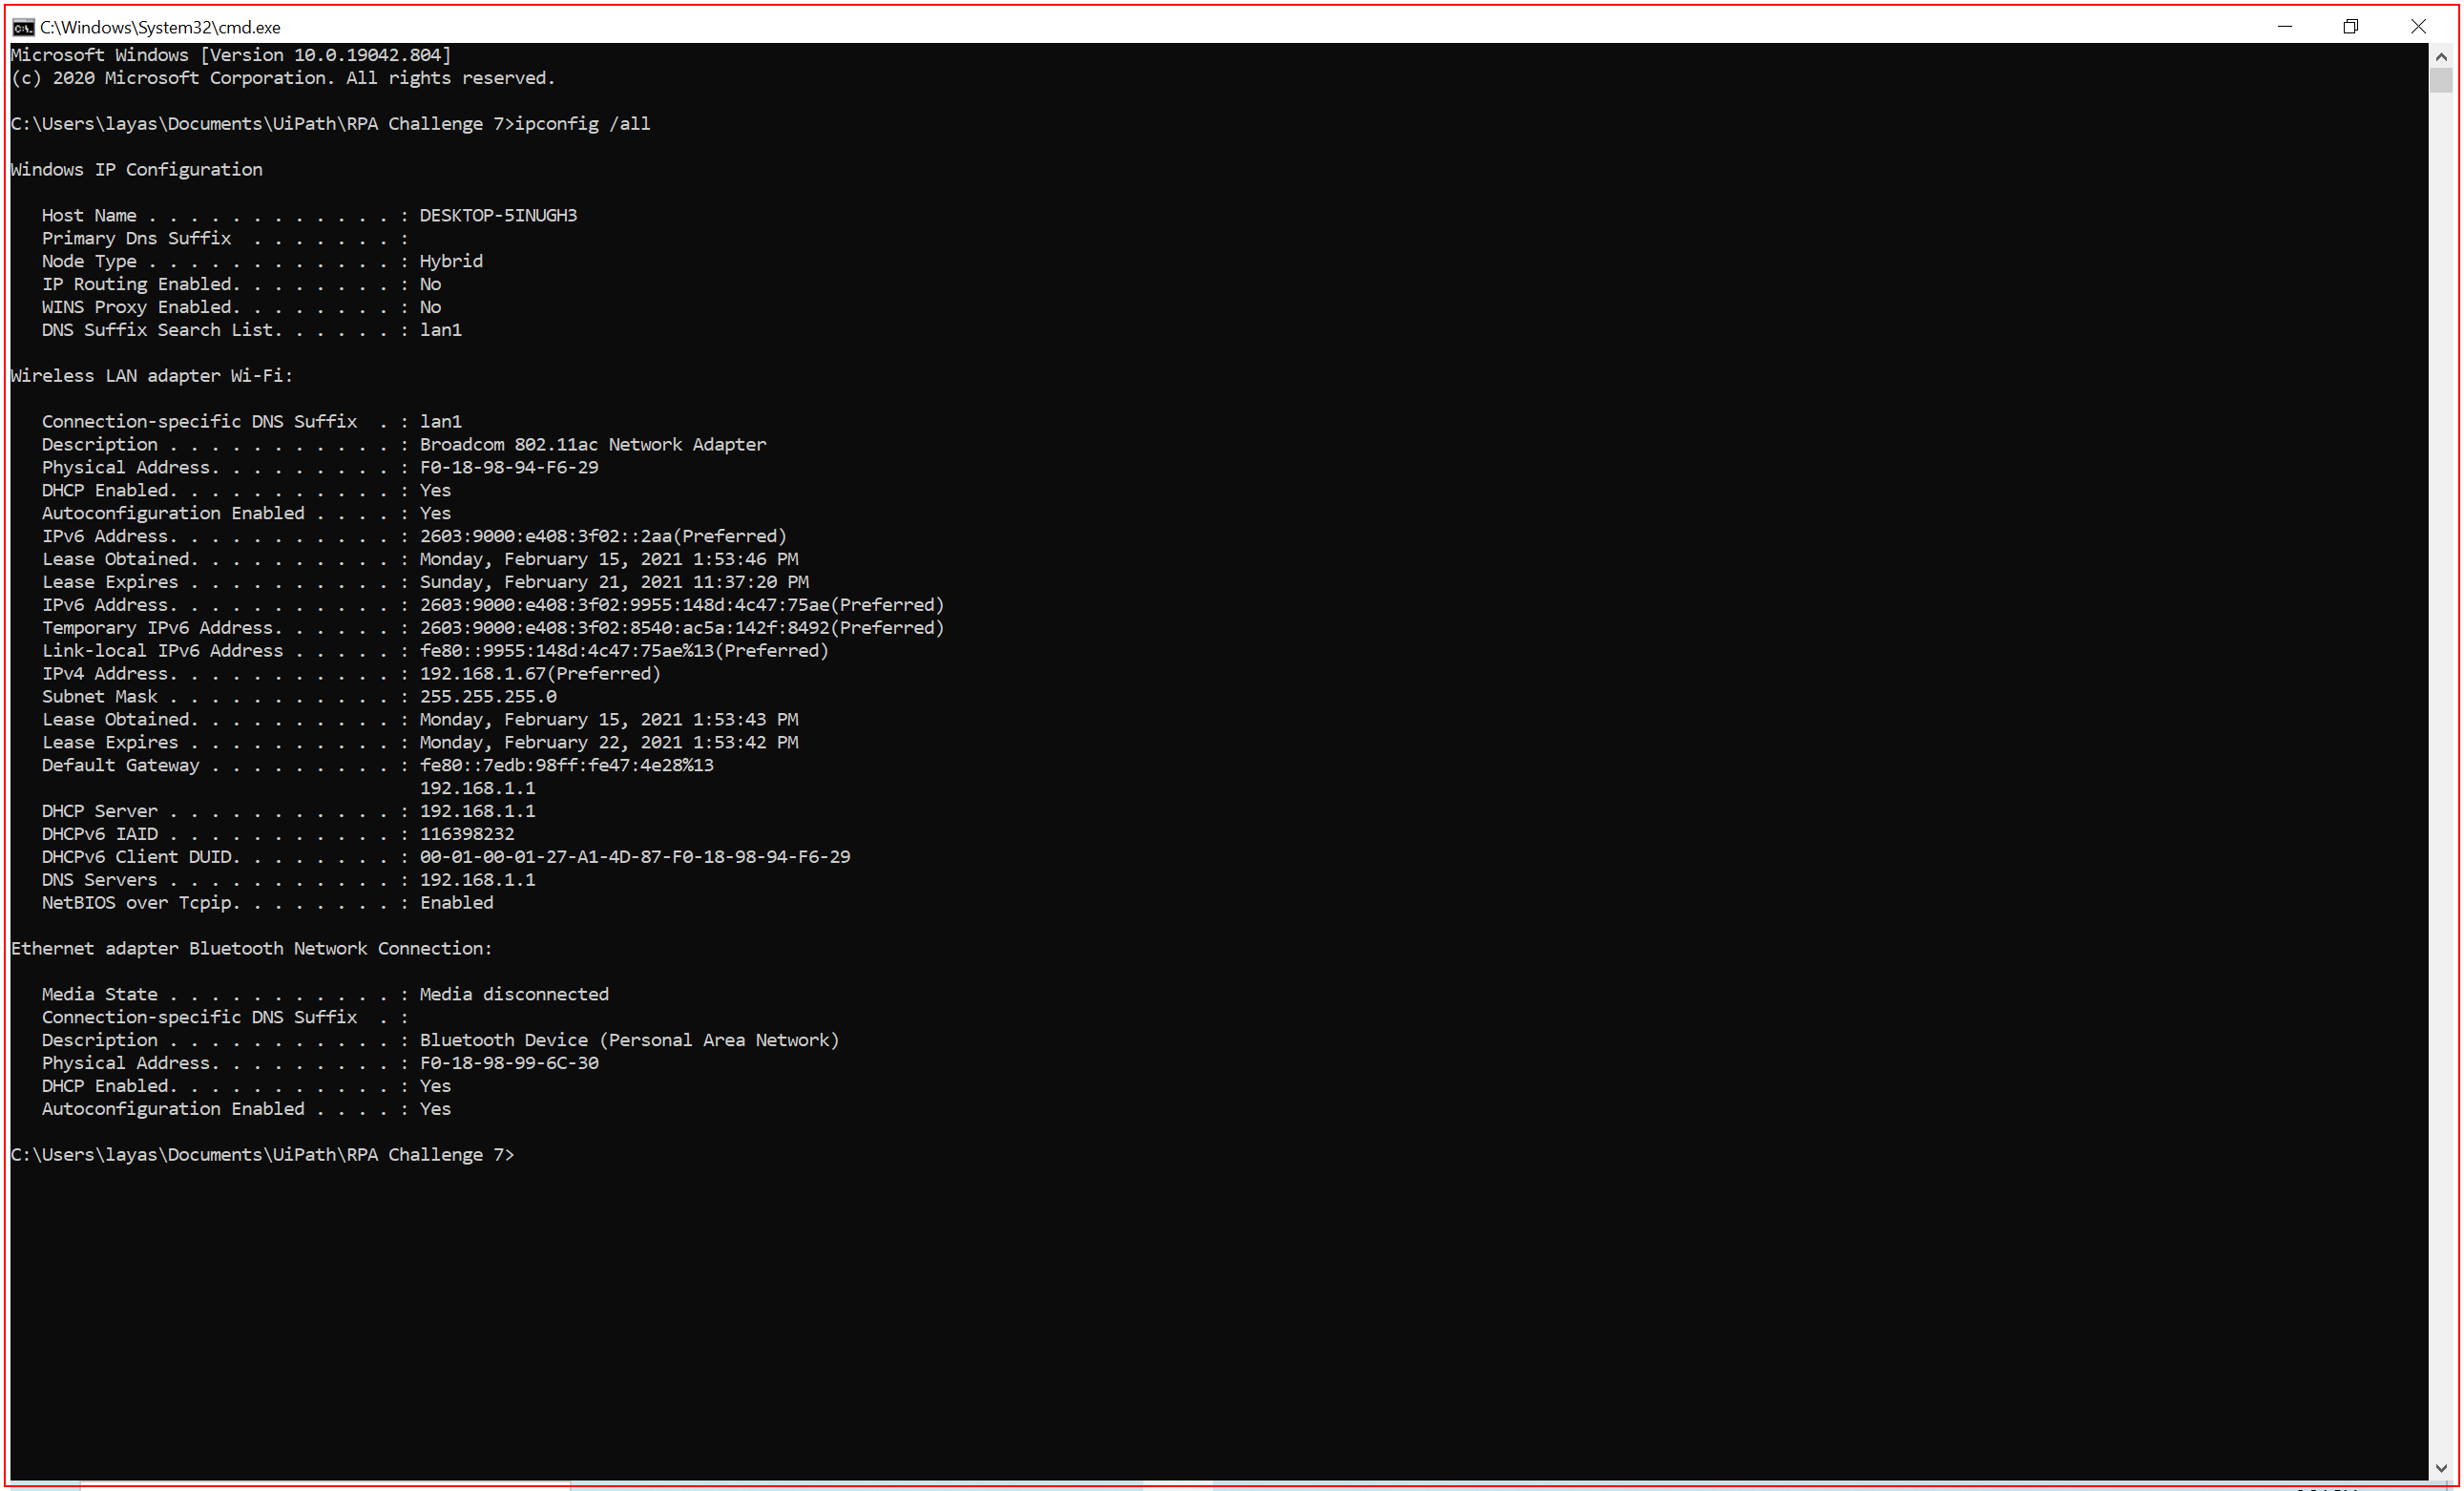 C:\Windows\System32\cmd.exe
Microsoft Windows [Version 10.0.19042.804]
(c) 2020 Microsoft Corporation. All rights reserved.
C:\Users\layas\Documents\UiPath\RPA Challenge 7>ipconfig /all
Windows IP Configuration
Host Name . . . . . . . . . . . . : DESKTOP-5INUGH3
Primary Dns Suffix  . . . . . . . :
Node Type . . . . . . . . . . . . : Hybrid
IP Routing Enabled. . . . . . . . : No
WINS Proxy Enabled. . . . . . . . : No
DNS Suffix Search List. . . . . . : lan1
Wireless LAN adapter Wi-Fi:
Connection-specific DNS Suffix  . : lan1
Description . . . . . . . . . . . : Broadcom 802.11ac Network Adapter
Physical Address. . . . . . . . . : F0-18-98-94-F6-29
DHCP Enabled. . . . . . . . . . . : Yes
Autoconfiguration Enabled . . . . : Yes
IPv6 Address. . . . . . . . . . . : 2603:9000:e408:3f02::2aa(Preferred)
Lease Obtained. . . . . . . . . . : Monday, February 15, 2021 1:53:46 PM
Lease Expires . . . . . . . . . . : Sunday, February 21, 2021 11:37:20 PM
IPv6 Address. . . . . . . . . . . : 2603:9000:e408:3f02:9955:148d:4c47:75ae(Preferred)
Temporary IPv6 Address. . . . . . : 2603:9000:e408:3f02:8540:ac5a:142f:8492(Preferred)
Link-local IPv6 Address . . . . . : fe80::9955:148d:4c47:75ae%13(Preferred)
IPv4 Address. . . . . . . . . . . : 192.168.1.67(Preferred)
Subnet Mask . . . . . . . . . . . : 255.255.255.0
Lease Obtained. . . . . . . . . . : Monday, February 15, 2021 1:53:43 PM
Lease Expires . . . . . . . . . . : Monday, February 22, 2021 1:53:42 PM
Default Gateway . . . . . . . . . : fe80::7edb:98ff:fe47:4e28%13
192.168.1.1
DHCP Server . . . . . . . . . . . : 192.168.1.1
DHCPv6 IAID . . . . . . . . . . . : 116398232
DHCPv6 Client DUID. . . . . . . . : 00-01-00-01-27-A1-4D-87-F0-18-98-94-F6-29
DNS Servers . . . . . . . . . . . : 192.168.1.1
NetBIOS over Tcpip. . . . . . . . : Enabled
Ethernet adapter Bluetooth Network Connection:
Media State . . . . . . . . . . . : Media disconnected
Connection-specific DNS Suffix  . :
Description . . . . . . . . . . . : Bluetooth Device (Personal Area Network)
Physical Address. . . . . . . . . : F0-18-98-99-6C-30
DHCP Enabled. . . . . . . . . . . : Yes
Autoconfiguration Enabled . . . . : Yes
C:\Users\layas\Documents\UiPath\RPA Challenge 7>